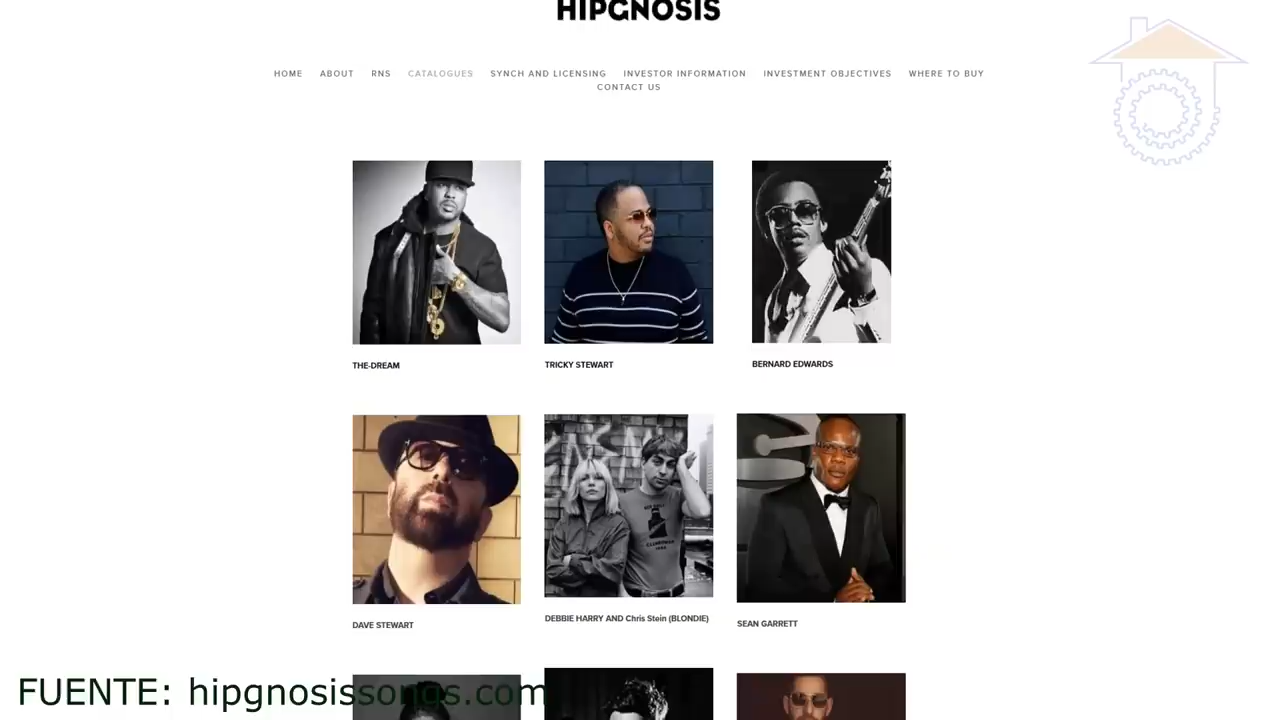 HIPGNOSIS
HOME ABOUT RNS CATALOGUES SYNCH AND LICENSING INVESTOR INFORMATION INVESTMENT OBJECTIVES WHERE TO BUY
CONTACT US
THE-DREAM TRICKY STEWART BERNARD EDWARDS
DAVE STEWART DEBBIE HARRY AND Chris Stein (BLONDIE) SEAN GARRETT
FUENTE: hipgnosissongs.com